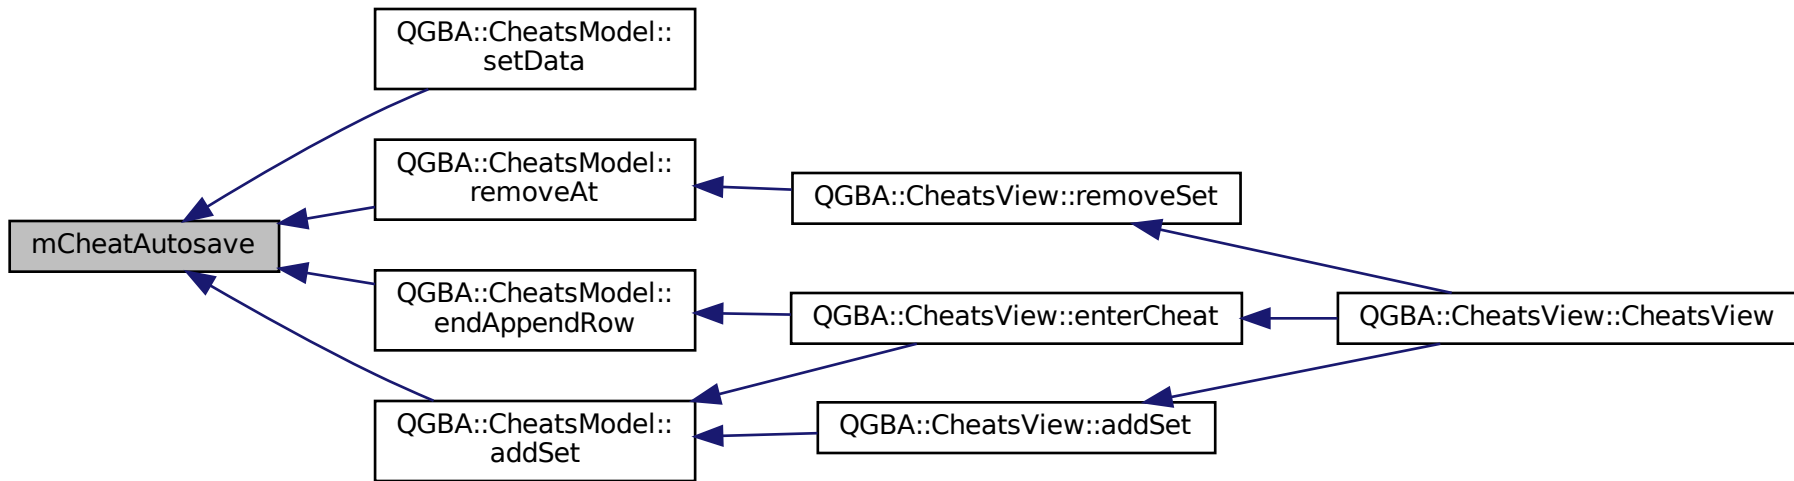 QGBA::CheatsModel::
setData
QGBA::CheatsModel::
removeAt
QGBA::CheatsView::removeSet
mCheatAutosave
QGBA::CheatsModel::
endAppendRow
QGBA::CheatsView::enterCheat
QGBA::CheatsView::CheatsView
QGBA::CheatsModel::
addSet
QGBA::CheatsView::addSet